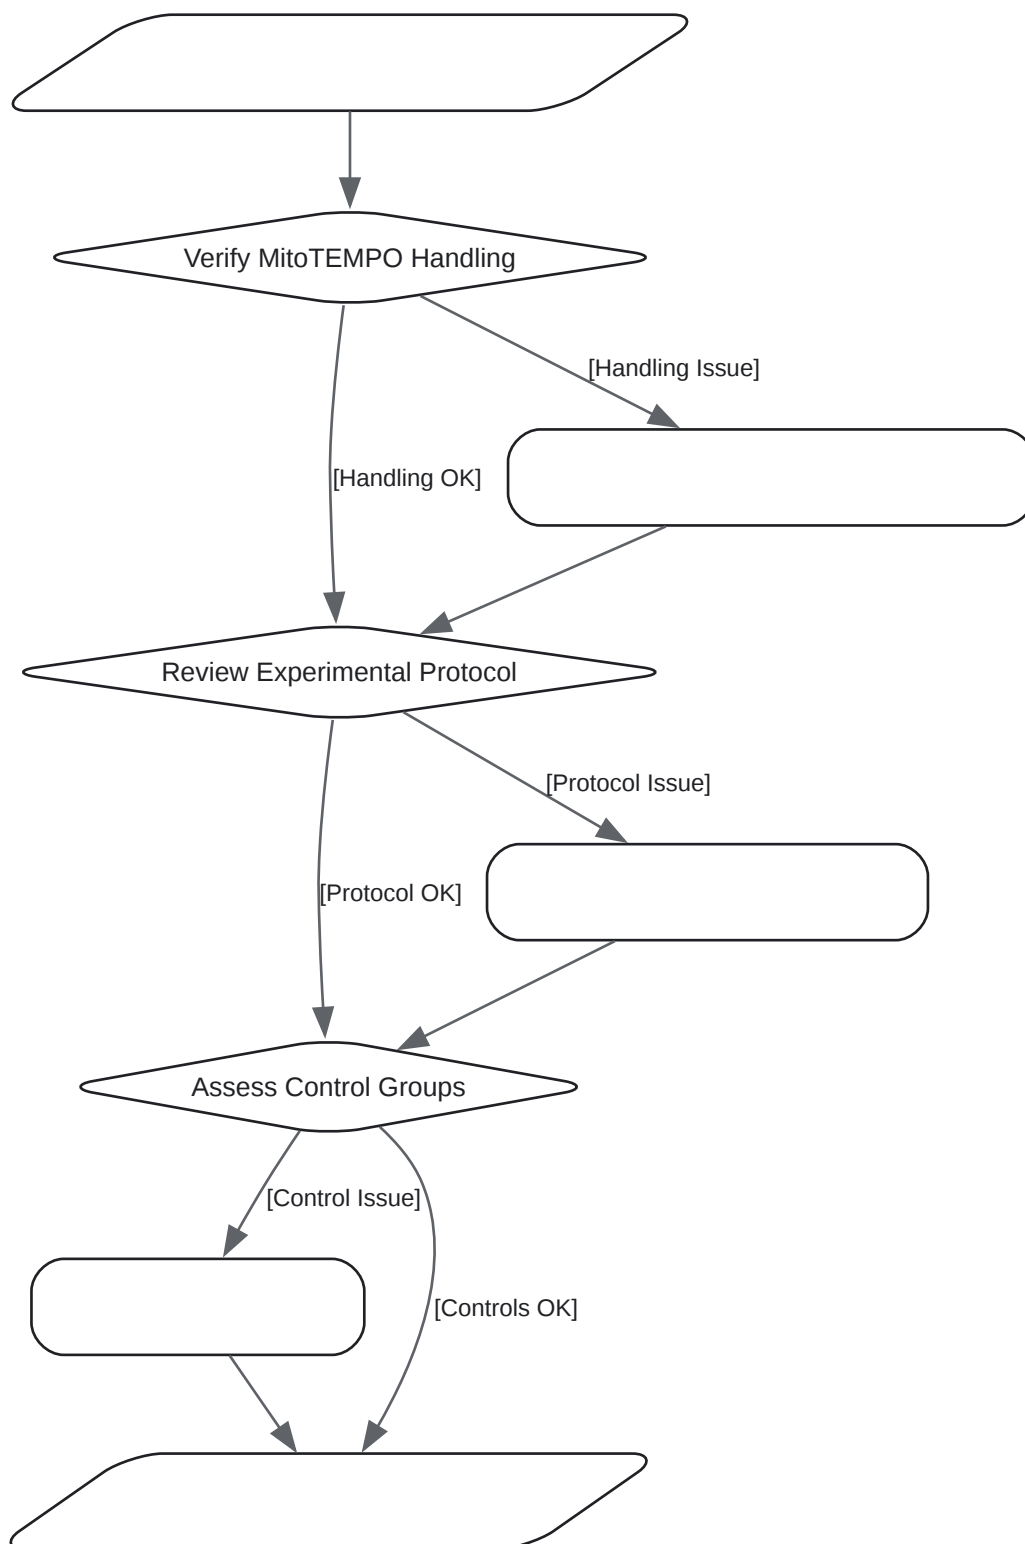 Verify MitoTEMPO Handling
[Handling Issue]
[Handling OK]
Review Experimental Protocol
[Protocol Issue]
[Protocol OK]
Assess Control Groups
[Control Issue]
[Controls OK]